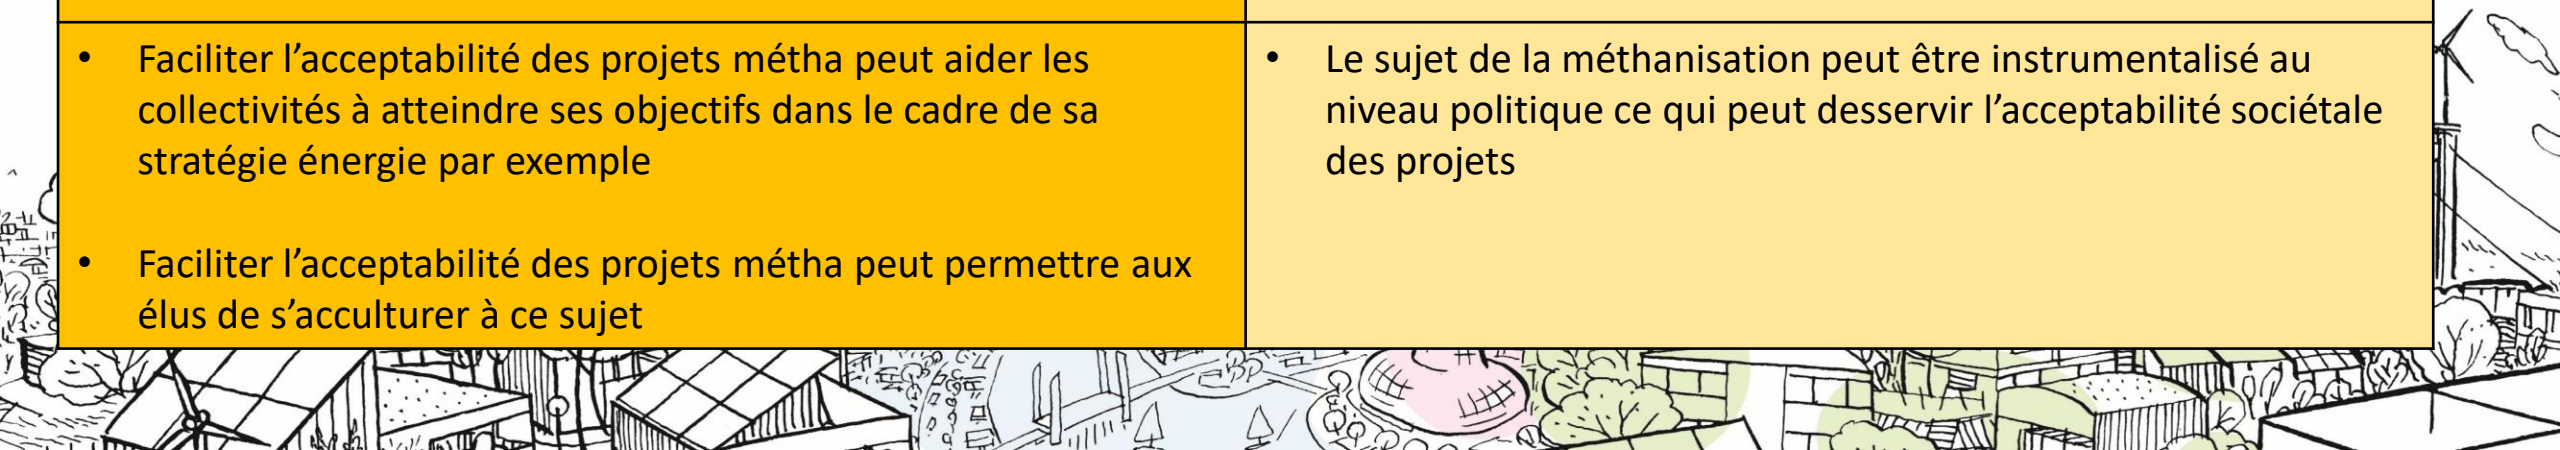 • Faciliter l’acceptabilité des projets métha peut aider les
collectivités à atteindre ses objectifs dans le cadre de sa
stratégie énergie par exemple
• Faciliter l’acceptabilité des projets métha peut permettre aux
élus de s’acculturer à ce sujet
• Le sujet de la méthanisation peut être instrumentalisé au
niveau politique ce qui peut desservir l’acceptabilité sociétale
des projets